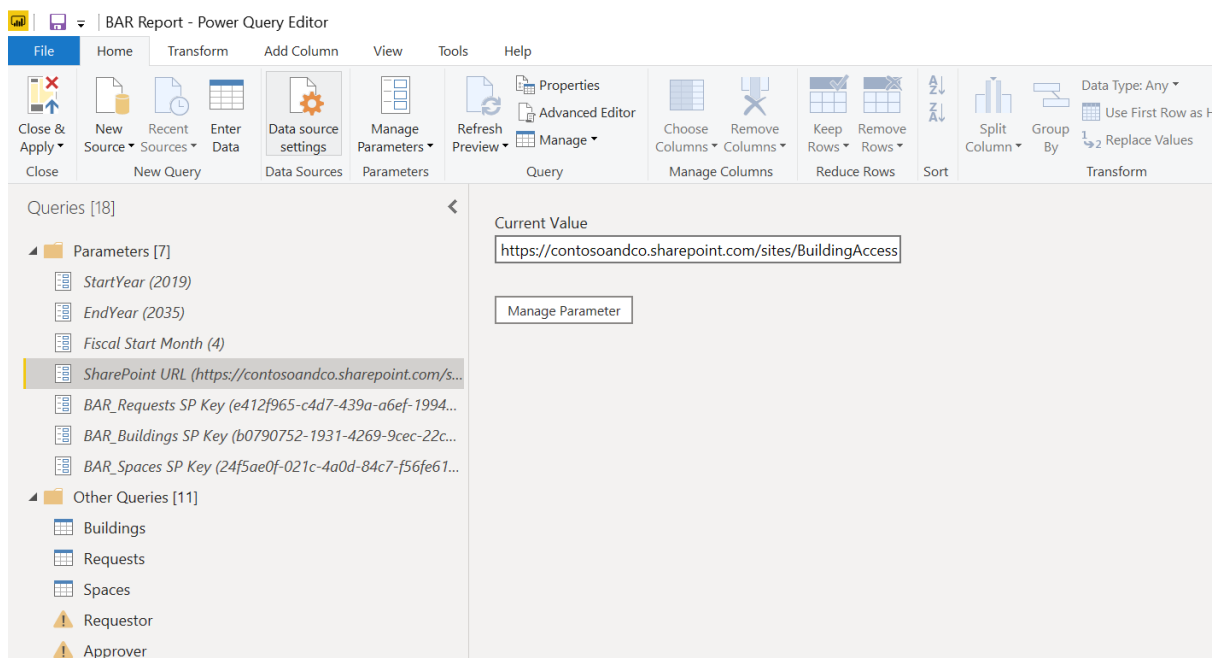 BAR Report - Power Query Editor
File Home Transform Add Column View Tools Help
Close & Apply
New Source
Recent Sources
Enter Data
Data source settings
Manage Parameters
Refresh Preview
Properties
Advanced Editor
Manage
Choose Columns
Remove Columns
Keep Rows
Remove Rows
Split Column
Group By
Data Type: Any
Use First Row as H
Replace Values
Close New Query Data Sources Parameters Query Manage Columns Reduce Rows Sort Transform
Queries [18]
Parameters [7]
StartYear (2019)
EndYear (2035)
Fiscal Start Month (4)
SharePoint URL (https://contosoandco.sharepoint.com/s...
BAR_Requests SP Key (e412f965-c4d7-439a-a6ef-1994...
BAR_Buildings SP Key (b0790752-1931-4269-9cec-22c...
BAR_Spaces SP Key (24f5ae0f-021c-4a0d-84c7-f56fe61...
Other Queries [11]
Buildings
Requests
Spaces
Requestor
Approver
Current Value
https://contosoandco.sharepoint.com/sites/BuildingAccess
Manage Parameter